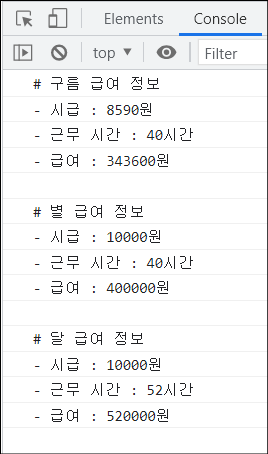 Elements
Console
top
Filter
# 구름 급여 정보
- 시급 : 8590원
- 근무 시간 : 40시간
- 급여 : 343600원
# 별 급여 정보
- 시급 : 10000원
- 근무 시간 : 40시간
- 급여 : 400000원
# 달 급여 정보
- 시급 : 10000원
- 근무 시간 : 52시간
- 급여 : 520000원